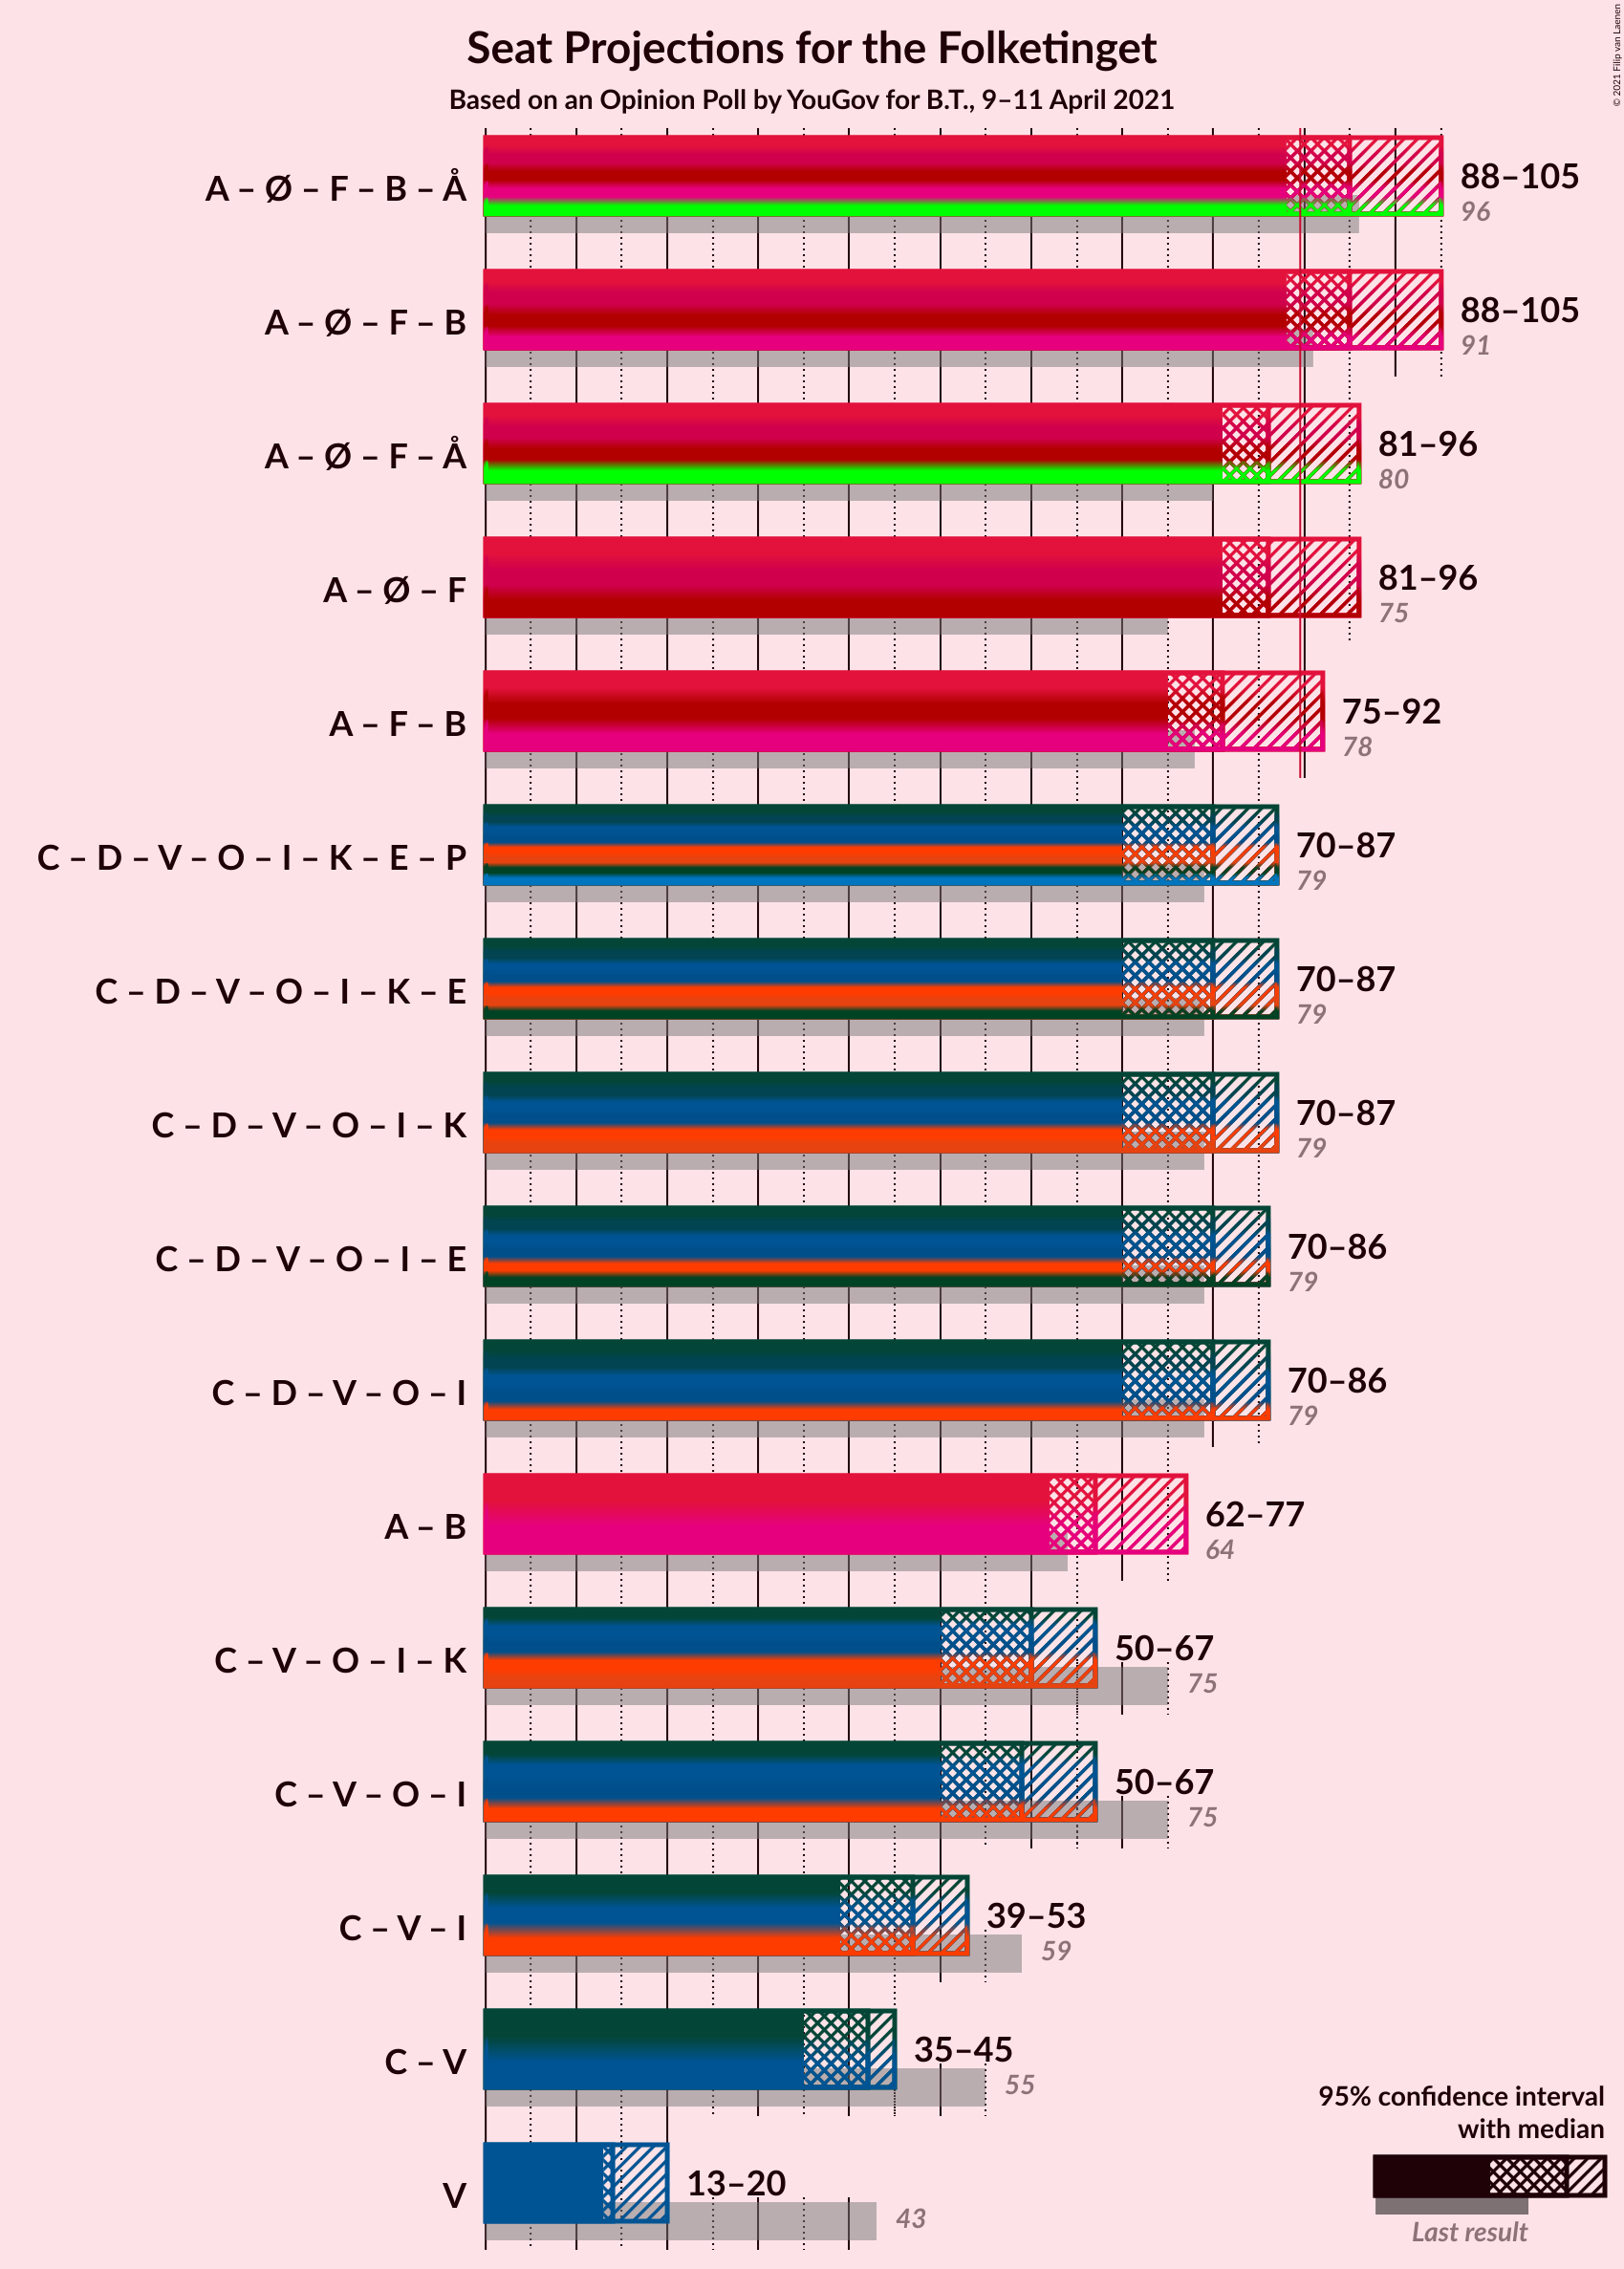 © 2021 Filip van Laenen
Seat Projections for the Folketinget
Based on an Opinion Poll by YouGov for B.T., 9–11 April 2021
A – Ø – F – B – Å
88–105
96
A – Ø – F – B
88–105
91
A – Ø – F – Å
81–96
80
A – Ø – F
81–96
75
A – F – B
75–92
78
C – D – V – O – I – K – E – P
70–87
79
C – D – V – O – I – K – E
70–87
79
C – D – V – O – I – K
70–87
79
C – D – V – O – I – E
70–86
79
C – D – V – O – I
70–86
79
A – B
62–77
64
C – V – O – I – K
50–67
75
C – V – O – I
50–67
75
C – V – I
39–53
59
C – V
35–45
55
V
13–20
43
95% confidence interval
with median
Last result